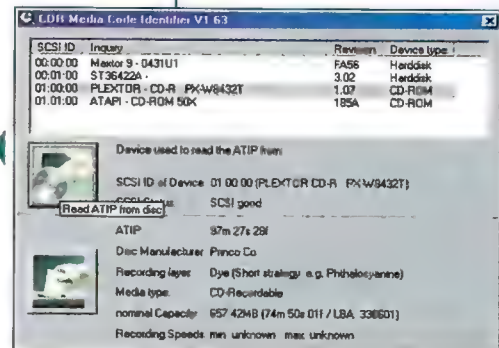 CDR Media Code Identifier V1 63
SCSI ID Inquiry Revision Device type
00:00:00 Maxtor 9 - 0431U1 FA56 Harddisk
00:01:00 ST36422A - 3.02 Harddisk
01:00:00 PLEXTOR - CD-R PX-W8432T 1.07 CD-ROM
01.01:00 ATAPI - CD-ROM 50X 185A CD-ROM
Device used to read the ATIP from
SCSI ID of Device 01 00 00 (PLEXTOR CD-R PX-W8432T)
Read ATIP from disc
SCSI Status SCSI good
ATIP 97m 27s 28f
Disc Manufacturer Princo Co
Recording layer Dye (Short strategy e.g. Phthalocyanine)
Media type. CD-Recordable
nominal Capacity 657 42MB (74m 50s 01f / LBA 336601)
Recording Speeds min unknown max unknown